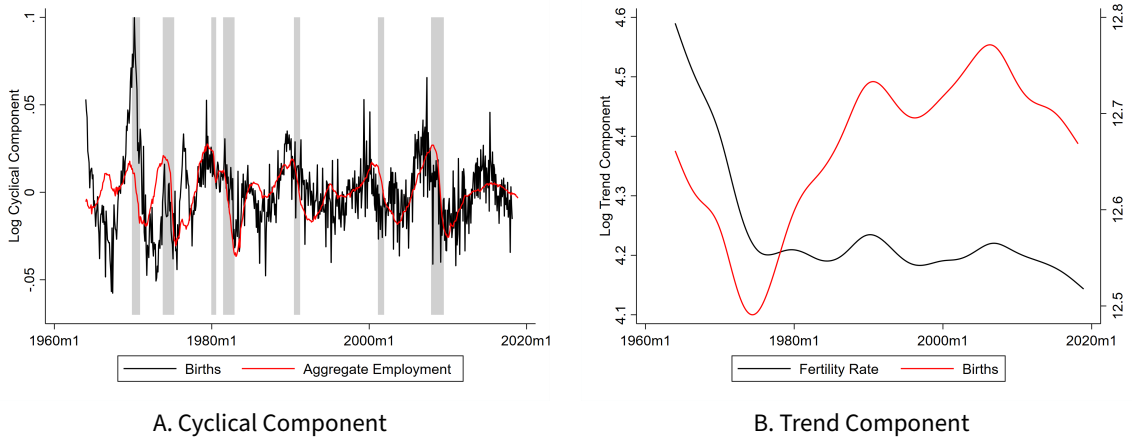 Log Cyclical Component
.1
.05
0
-.05
1960m1 1980m1 2000m1 2020m1
Births Aggregate Employment
A. Cyclical Component
Log Trend Component
4.6
4.5
4.4
4.3
4.2
4.1
12.8
12.7
12.6
12.5
1960m1 1980m1 2000m1 2020m1
Fertility Rate Births
B. Trend Component